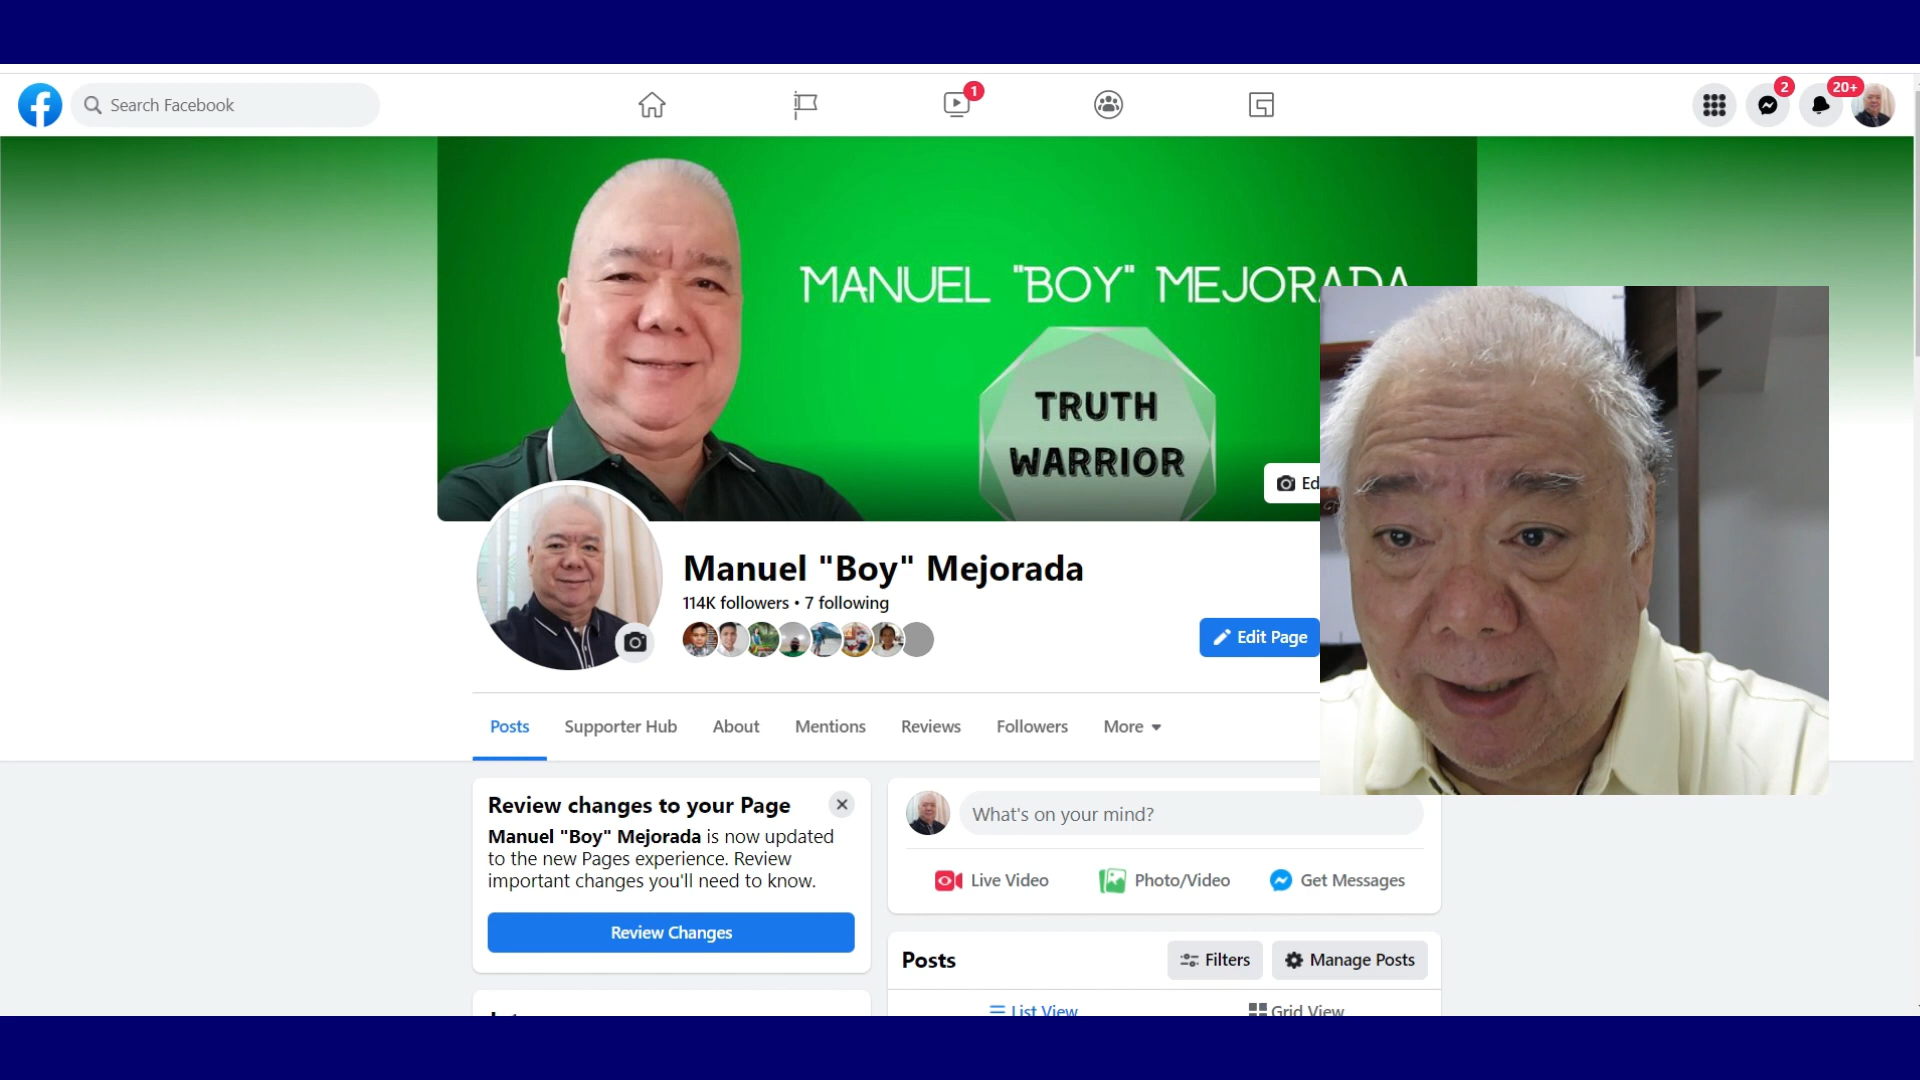 Search Facebook
1
2
20+
MANUEL "BOY" MEJORADA
TRUTH
WARRIOR
Ed
Manuel "Boy" Mejorada
114K followers • 7 following
Edit Page
Posts
Supporter Hub
About
Mentions
Reviews
Followers
More
Review changes to your Page
Manuel "Boy" Mejorada is now updated
to the new Pages experience. Review
important changes you'll need to know.
Review Changes
What's on your mind?
Live Video
Photo/Video
Get Messages
Posts
Filters
Manage Posts
List View
Grid View